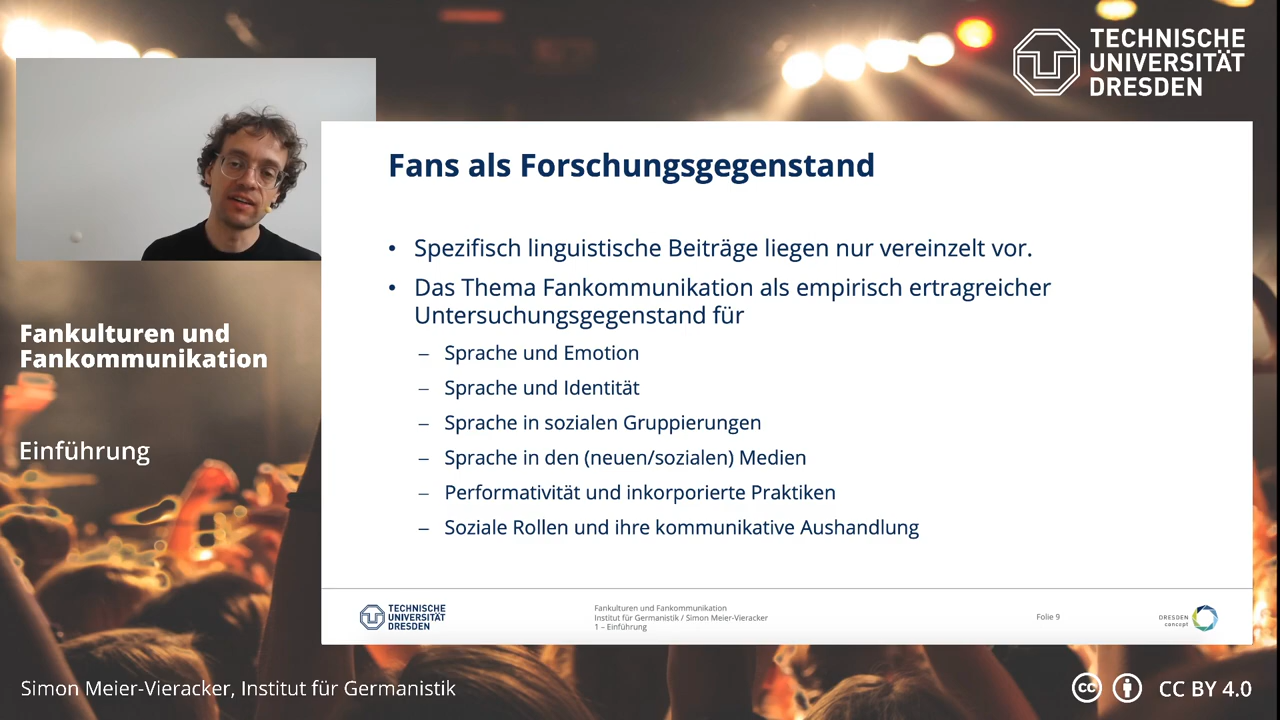 TECHNISCHE
UNIVERSITÄT
DRESDEN
Fans als Forschungsgegenstand
• Spezifisch linguistische Beiträge liegen nur vereinzelt vor.
• Das Thema Fankommunikation als empirisch ertragreicher
Untersuchungsgegenstand für
– Sprache und Emotion
– Sprache und Identität
– Sprache in sozialen Gruppierungen
– Sprache in den (neuen/sozialen) Medien
– Performativität und inkorporierte Praktiken
– Soziale Rollen und ihre kommunikative Aushandlung
Fankulturen und
Fankommunikation
Einführung
TECHNISCHE
UNIVERSITÄT
DRESDEN
Fankulturen und Fankommunikation
Institut für Germanistik / Simon Meier-Vieracker
1 – Einführung
Folie 9
DRESDEN
concept
Simon Meier-Vieracker, Institut für Germanistik
cc CC BY 4.0